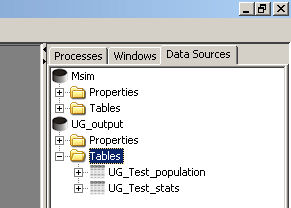 Processes Windows Data Sources
Msim
Properties
Tables
UG_output
Properties
Tables
UG_Test_population
UG_Test_stats